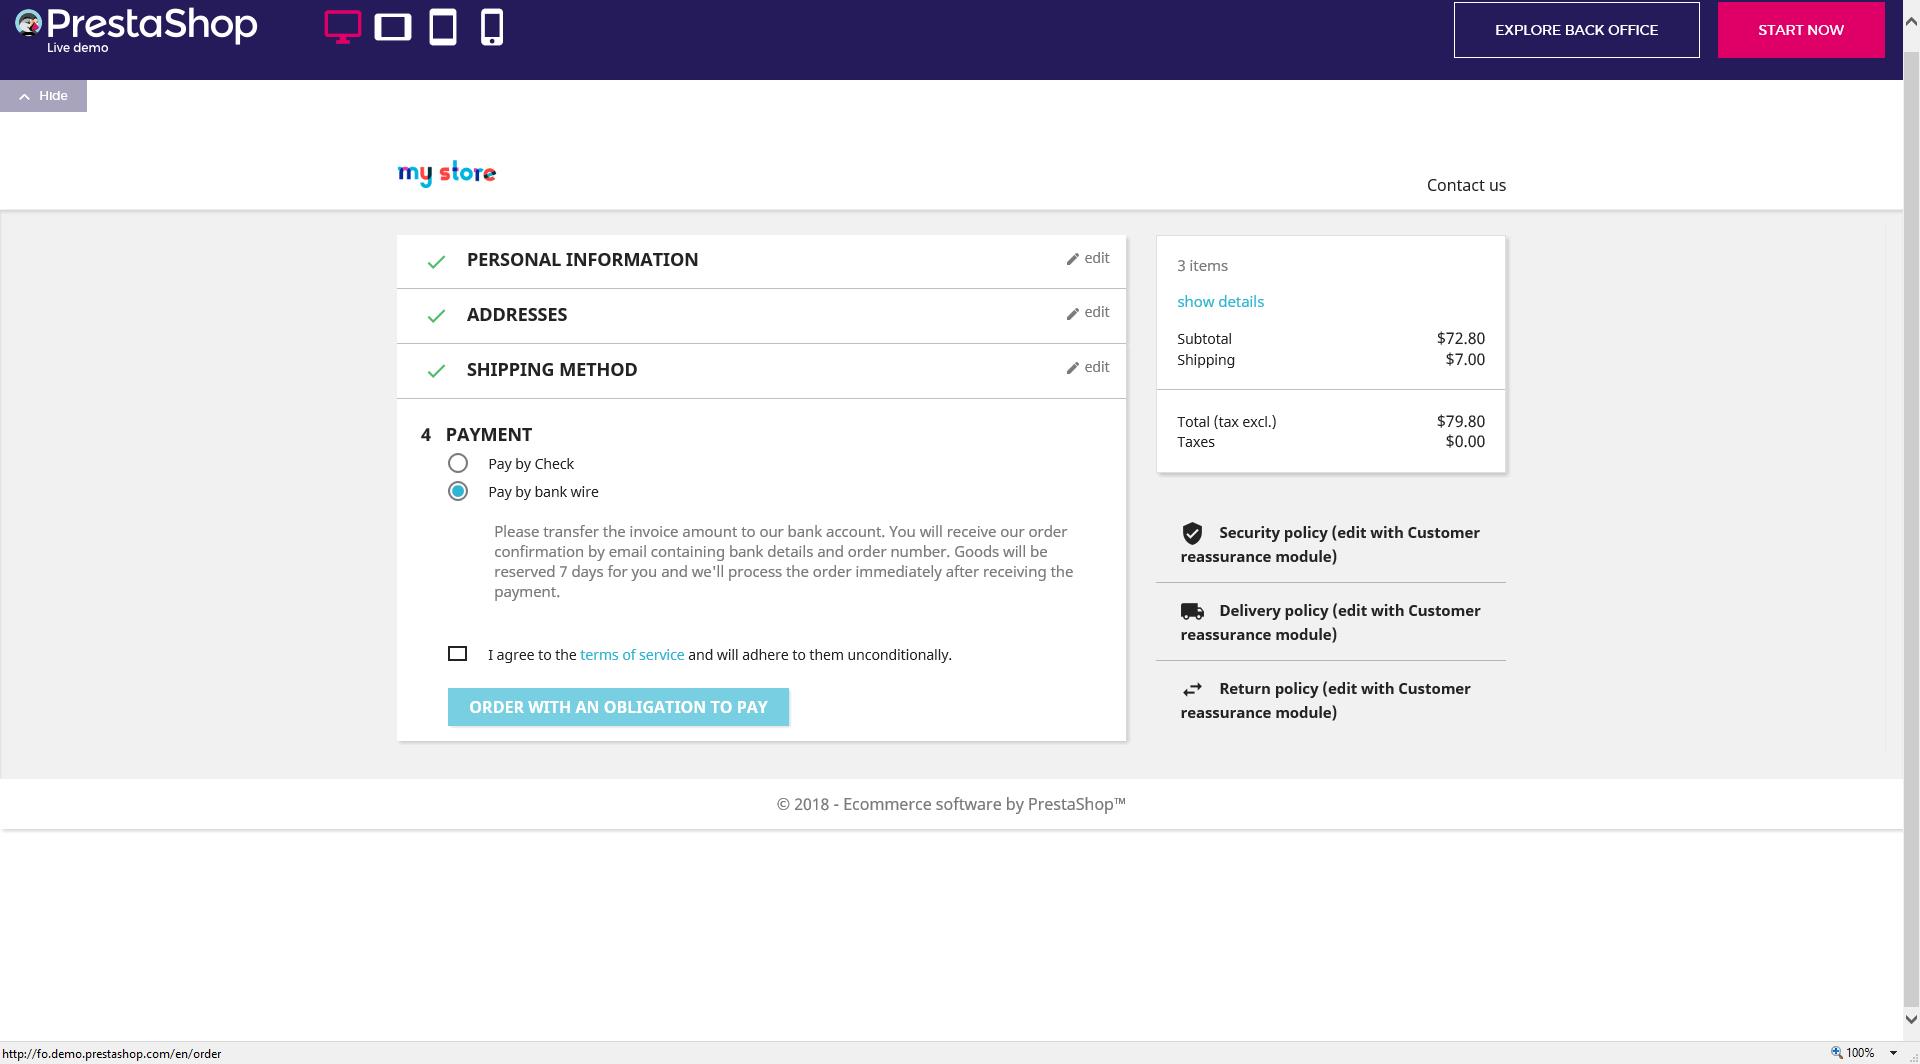 PrestaShop
Live demo
EXPLORE BACK OFFICE
START NOW
Hide
my store
Contact us
PERSONAL INFORMATION
edit
ADDRESSES
edit
SHIPPING METHOD
edit
4 PAYMENT
Pay by Check
Pay by bank wire
Please transfer the invoice amount to our bank account. You will receive our order
confirmation by email containing bank details and order number. Goods will be
reserved 7 days for you and we'll process the order immediately after receiving the
payment.
I agree to the terms of service and will adhere to them unconditionally.
ORDER WITH AN OBLIGATION TO PAY
3 items
show details
Subtotal $72.80
Shipping $7.00
Total (tax excl.) $79.80
Taxes $0.00
Security policy (edit with Customer
reassurance module)
Delivery policy (edit with Customer
reassurance module)
Return policy (edit with Customer
reassurance module)
© 2018 - Ecommerce software by PrestaShop™
http://fo.demo.prestashop.com/en/order
100%